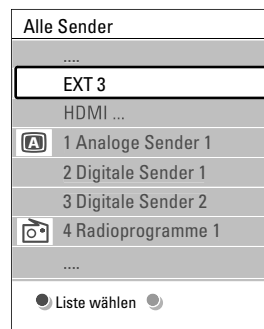 Alle Sender
....
EXT 3
HDMI ...
A 1 Analoge Sender 1
2 Digitale Sender 1
3 Digitale Sender 2
4 Radioprogramme 1
....
Liste wählen